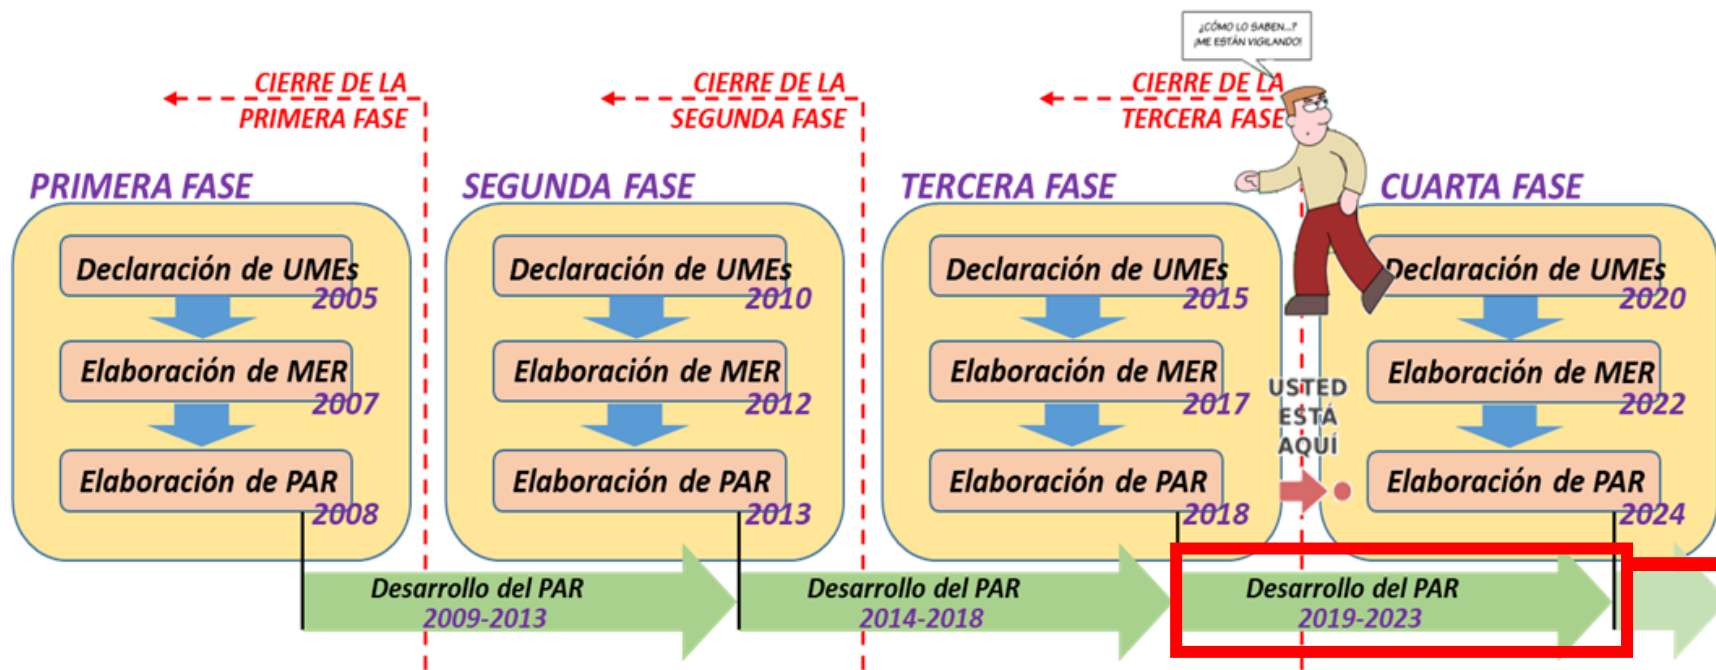 ¿CÓMO LO SABEN...?
¡ME ESTÁN VIGILANDO!
CIERRE DE LA
PRIMERA FASE
CIERRE DE LA
SEGUNDA FASE
CIERRE DE LA
TERCERA FASE
PRIMERA FASE
Declaración de UMEs
2005
Elaboración de MER
2007
Elaboración de PAR
2008
SEGUNDA FASE
Declaración de UMEs
2010
Elaboración de MER
2012
Elaboración de PAR
2013
TERCERA FASE
Declaración de UMEs
2015
Elaboración de MER
2017
Elaboración de PAR
2018
USTED
ESTÁ
AQUÍ
CUARTA FASE
Declaración de UMEs
2020
Elaboración de MER
2022
Elaboración de PAR
2024
Desarrollo del PAR
2009-2013
Desarrollo del PAR
2014-2018
Desarrollo del PAR
2019-2023